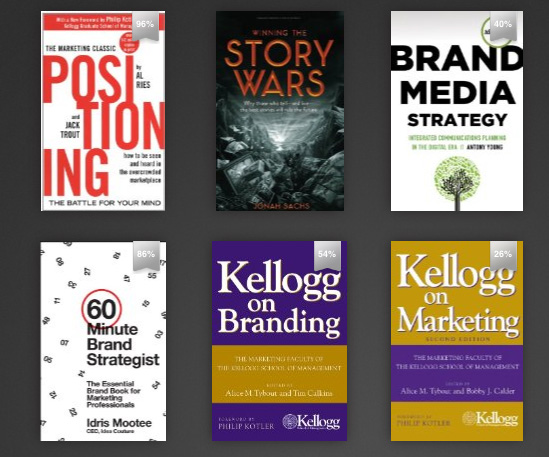 With a New Foreword by Philip Kotler
Kellogg Graduate School of
96%
THE MARKETING CLASSIC
POSI
TION
ING
by
AL
RIES
and
JACK
TROUT
how to be seen
and heard in
the overcrowded
marketplace
THE BATTLE FOR YOUR MIND
WINNING THE
STORY
WARS
Why those who tell—and live—
the best stories will rule the future
JONAH SACHS
40%
BRAND
MEDIA
STRATEGY
INTEGRATED COMMUNICATIONS PLANNING
IN THE DIGITAL ERA // ANTONY YOUNG
86%
60
Minute
Brand
Strategist
The Essential
Brand Book for
Marketing
Professionals
Idris Mootee
CEO, Idea Couture
54%
Kellogg
on
Branding
THE MARKETING FACULTY OF
THE KELLOGG SCHOOL OF MANAGEMENT
EDITED BY
Alice M. Tybout and Tim Calkins
FOREWORD BY
PHILIP KOTLER
Kellogg
26%
Kellogg
on
Marketing
SECOND EDITION
THE MARKETING FACULTY OF
THE KELLOGG SCHOOL OF MANAGEMENT
EDITED BY
Alice M. Tybout and Bobby J. Calder
FOREWORD BY
PHILIP KOTLER
Kellogg